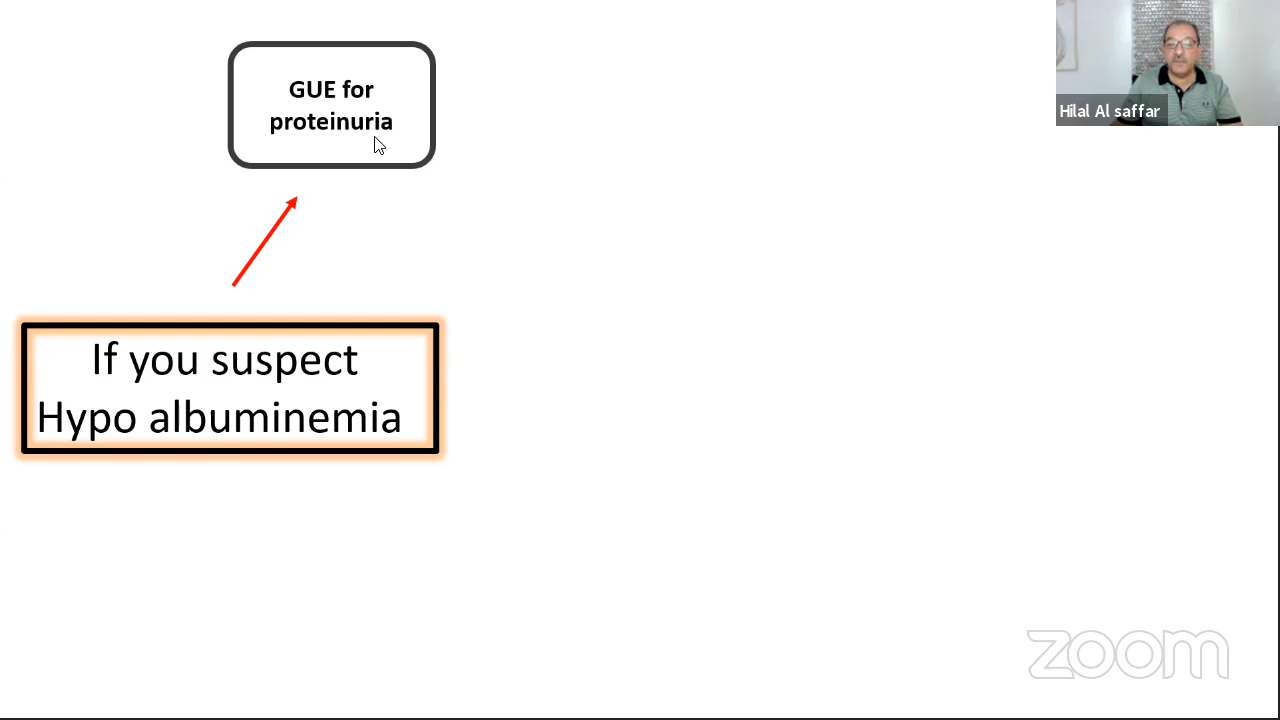 GUE for
proteinuria
Hilal Al saffar
If you suspect
Hypo albuminemia
zoom